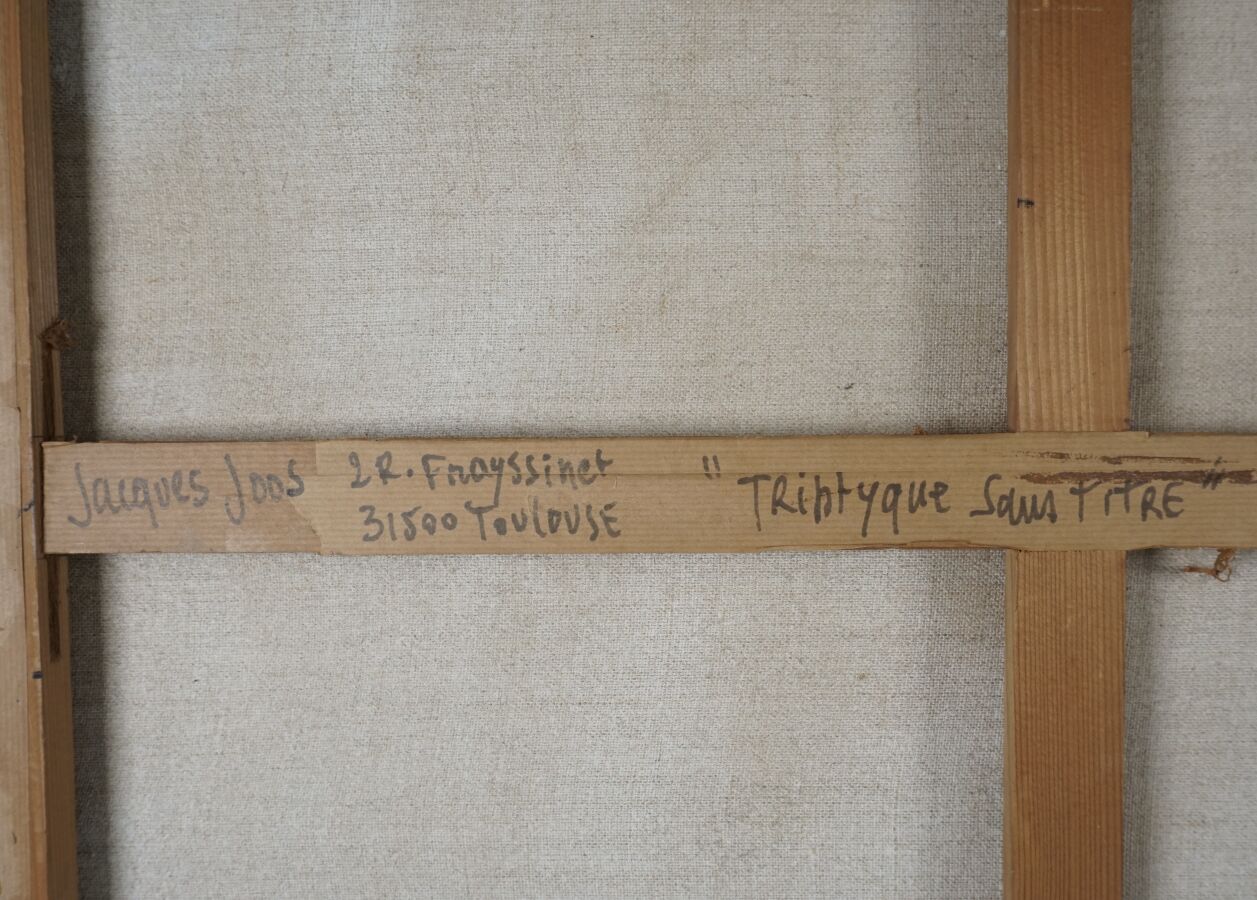 Jacques Joos
2 R. Frayssinet
31500 TOULOUSE
" TRiptyque Sans TiTRE "